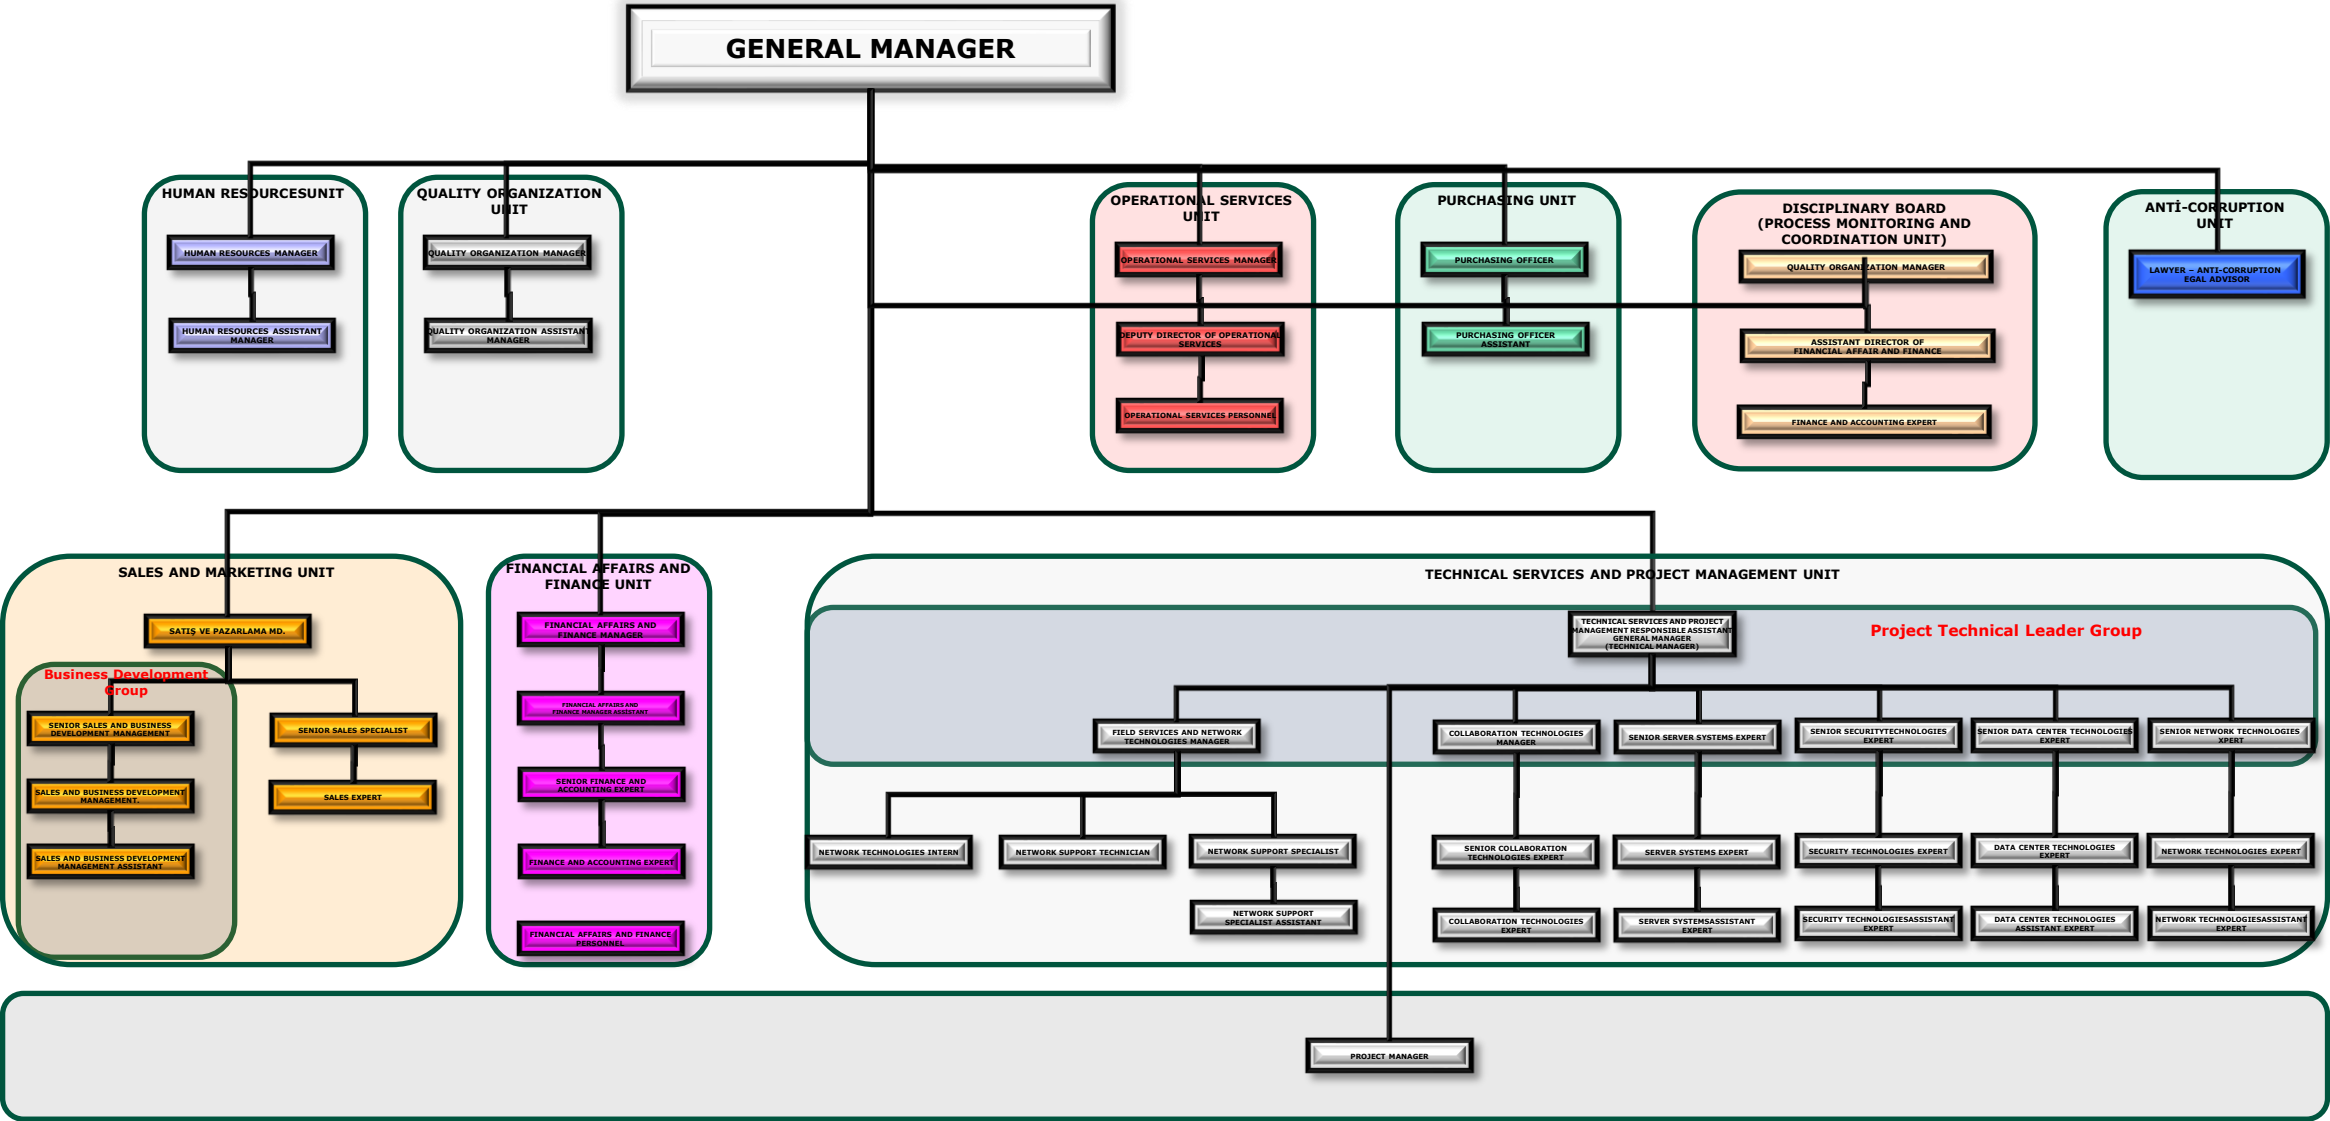 GENERAL MANAGER
HUMAN RESOURCESUNIT
HUMAN RESOURCES MANAGER
HUMAN RESOURCES ASSISTANT
MANAGER
QUALITY ORGANIZATION
UNIT
QUALITY ORGANIZATION MANAGER
QUALITY ORGANIZATION ASSISTANT
MANAGER
OPERATIONAL SERVICES
UNIT
OPERATIONAL SERVICES MANAGER
DEPUTY DIRECTOR OF OPERATIONAL
SERVICES
OPERATIONAL SERVICES PERSONNEL
PURCHASING UNIT
PURCHASING OFFICER
PURCHASING OFFICER
ASSISTANT
DISCIPLINARY BOARD
(PROCESS MONITORING AND
COORDINATION UNIT)
QUALITY ORGANIZATION MANAGER
ASSISTANT DIRECTOR OF
FINANCIAL AFFAIR AND FINANCE
FINANCE AND ACCOUNTING EXPERT
ANTİ-CORRUPTION
UNIT
LAWYER – ANTI-CORRUPTION
EGAL ADVISOR
SALES AND MARKETING UNIT
SATIŞ VE PAZARLAMA MD.
Business Development
Group
SENIOR SALES AND BUSINESS
DEVELOPMENT MANAGEMENT
SALES AND BUSINESS DEVELOPMENT
MANAGEMENT.
SALES AND BUSINESS DEVELOPMENT
MANAGEMENT ASSISTANT
SENIOR SALES SPECIALIST
SALES EXPERT
FINANCIAL AFFAIRS AND
FINANCE UNIT
FINANCIAL AFFAIRS AND
FINANCE MANAGER
FINANCIAL AFFAIRS AND
FINANCE MANAGER ASSİSTANT
SENIOR FINANCE AND
ACCOUNTING EXPERT
FINANCE AND ACCOUNTING EXPERT
FINANCIAL AFFAIRS AND FINANCE
PERSONNEL
TECHNICAL SERVICES AND PROJECT MANAGEMENT UNIT
TECHNICAL SERVICES AND PROJECT
MANAGEMENT RESPONSIBLE ASSISTANT
GENERAL MANAGER
(TECHNICAL MANAGER)
Project Technical Leader Group
FIELD SERVICES AND NETWORK
TECHNOLOGIES MANAGER
COLLABORATION TECHNOLOGIES
MANAGER
SENIOR SERVER SYSTEMS EXPERT
SENIOR SECURITYTECHNOLOGIES
EXPERT
SENIOR DATA CENTER TECHNOLOGIES
EXPERT
SENIOR NETWORK TECHNOLOGIES
XPERT
NETWORK TECHNOLOGIES INTERN
NETWORK SUPPORT TECHNICIAN
NETWORK SUPPORT SPECIALIST
NETWORK SUPPORT
SPECIALIST ASSISTANT
SENIOR COLLABORATION
TECHNOLOGIES EXPERT
SERVER SYSTEMS EXPERT
SECURITY TECHNOLOGIES EXPERT
DATA CENTER TECHNOLOGIES
EXPERT
NETWORK TECHNOLOGIES EXPERT
COLLABORATION TECHNOLOGIES
EXPERT
SERVER SYSTEMSASSISTANT
EXPERT
SECURITY TECHNOLOGIESASSISTANT
EXPERT
DATA CENTER TECHNOLOGIES
ASSISTANT EXPERT
NETWORK TECHNOLOGIESASSISTANT
EXPERT
PROJECT MANAGER